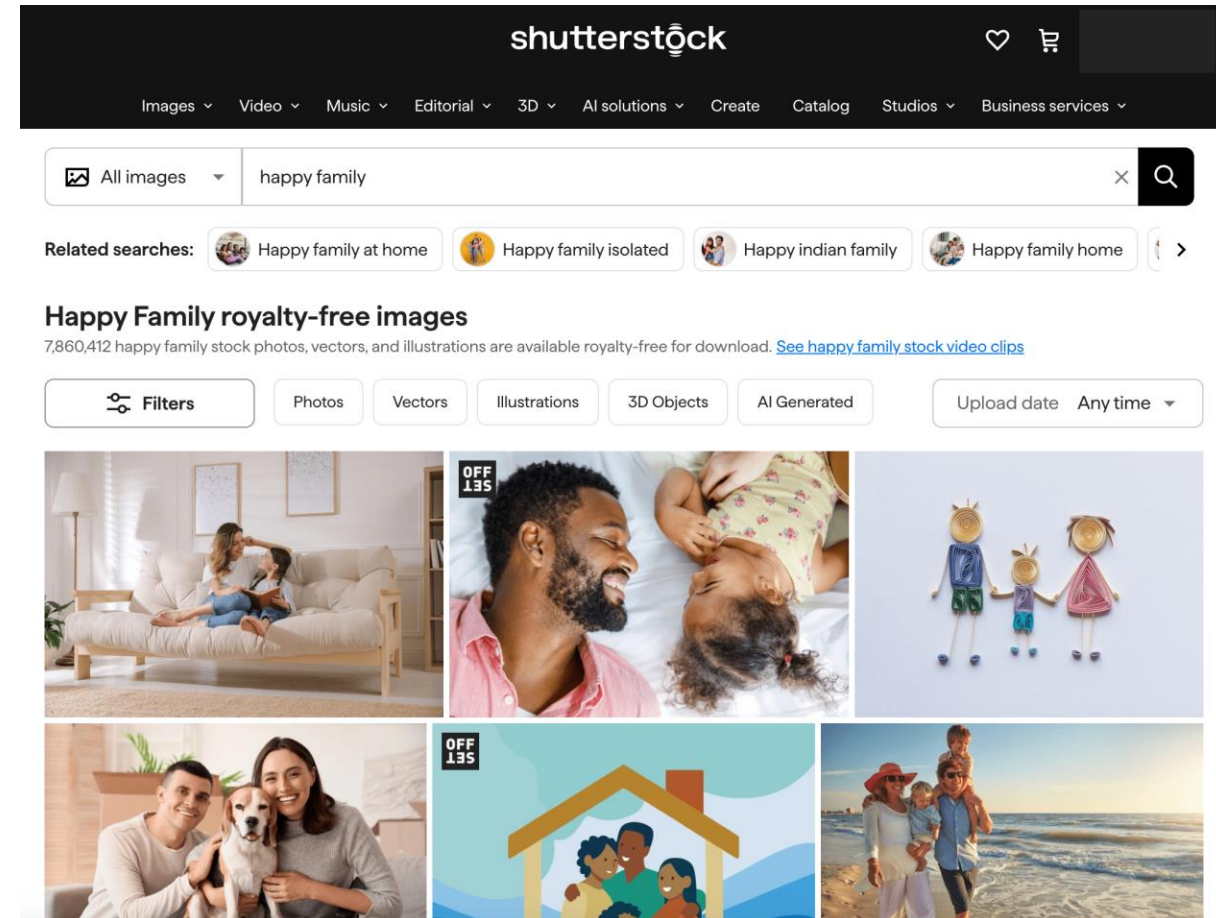 shutterstock
Images Video Music Editorial 3D AI solutions Create Catalog Studios Business services
All images happy family
Related searches: Happy family at home Happy family isolated Happy indian family Happy family home
Happy Family royalty-free images
7,860,412 happy family stock photos, vectors, and illustrations are available royalty-free for download. See happy family stock video clips
Filters Photos Vectors Illustrations 3D Objects AI Generated Upload date Any time
OFF
SET
OFF
SET